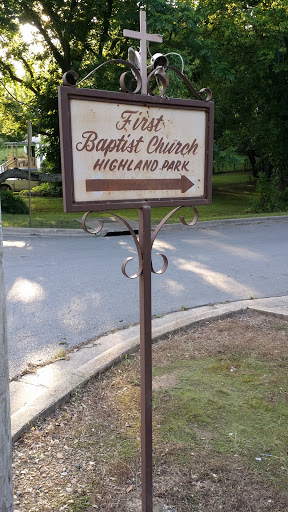 First
Baptist Church
HIGHLAND PARK